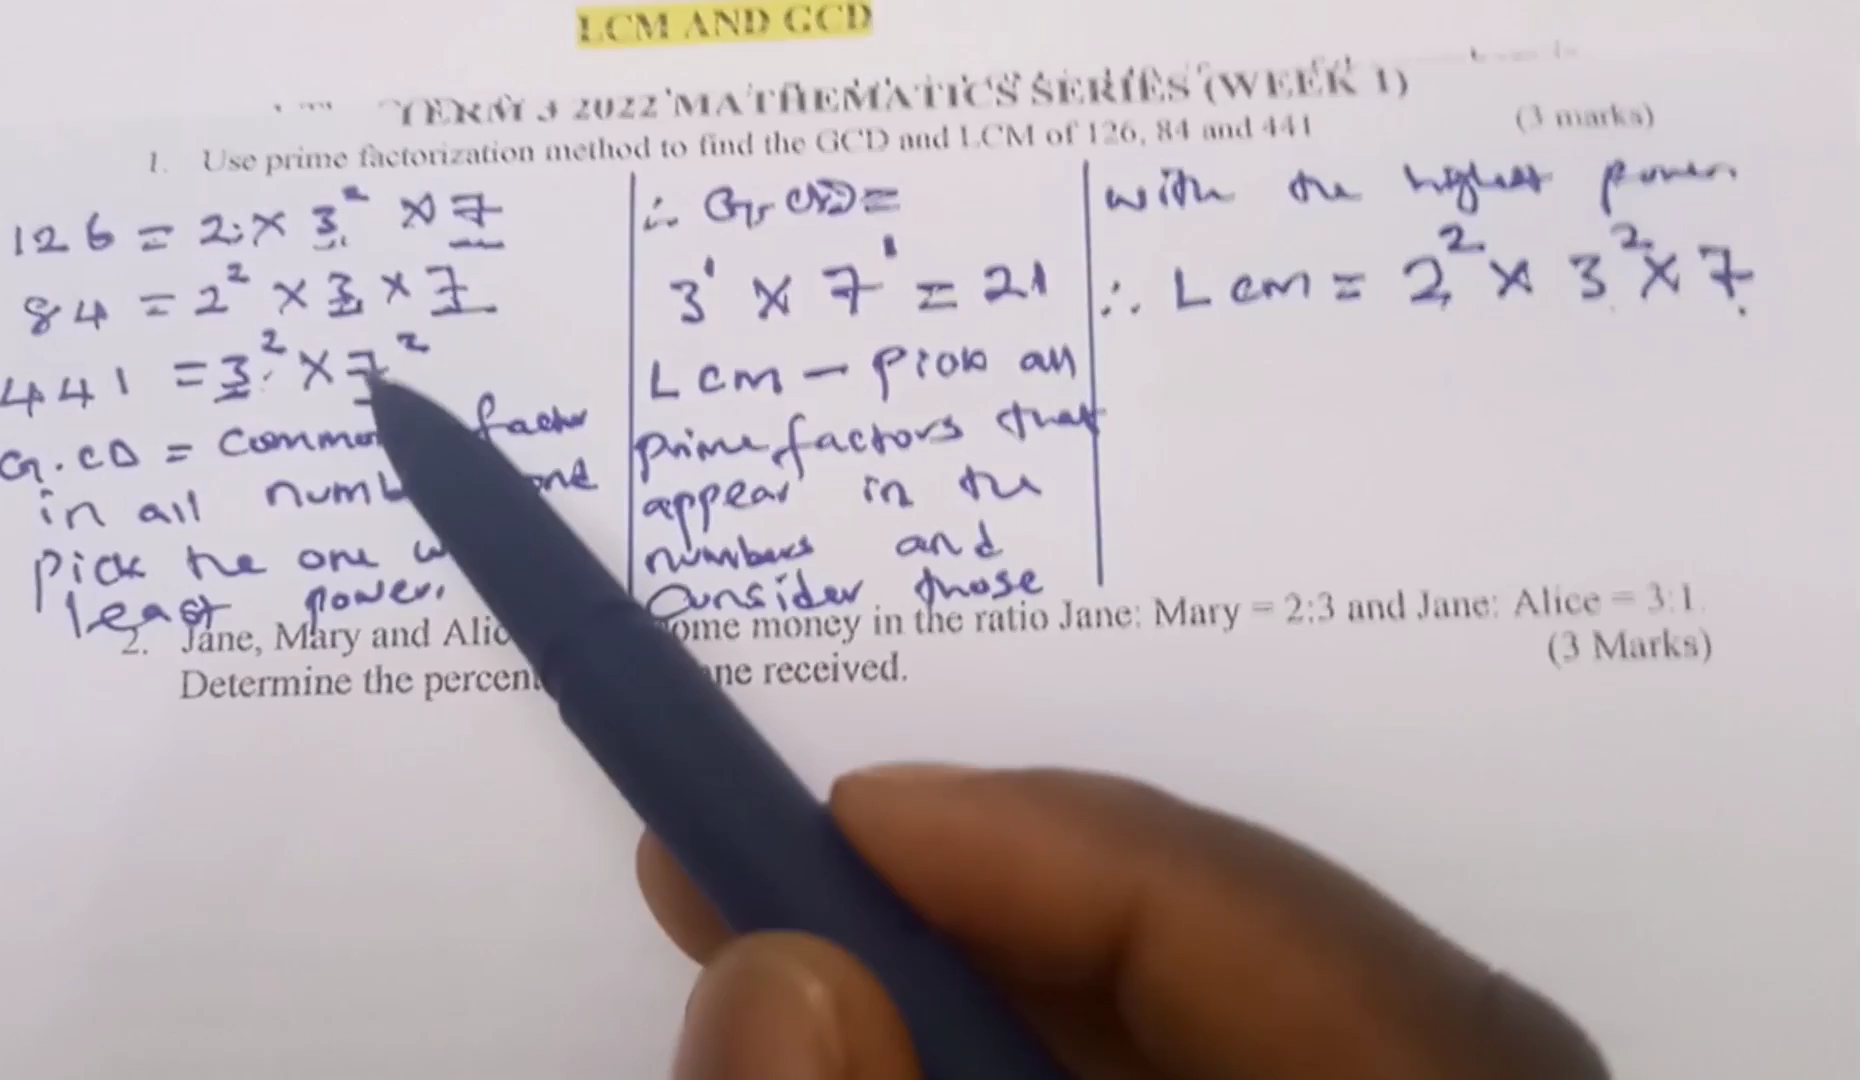 LCM AND GCD
TERM 3 2022 MATHEMATICS SERIES (WEEK 1)
1. Use prime factorization method to find the GCD and LCM of 126, 84 and 441 (3 marks)
126 = 2 × 3² × 7
84 = 2² × 3 × 7
441 = 3² × 7²
G.CD = Common factor
in all and
Pick the one
least power.
∴ GCD =
3¹ × 7¹ = 21
LCM - Pick all
prime factors that
appear in the
numbers and
Consider those
with the highest power.
∴ LCM = 2² × 3² × 7
2. Jane, Mary and ome money in the ratio Jane: Mary = 2:3 and Jane: Alice = 3:1.
(3 Marks)
Determine the ne received.